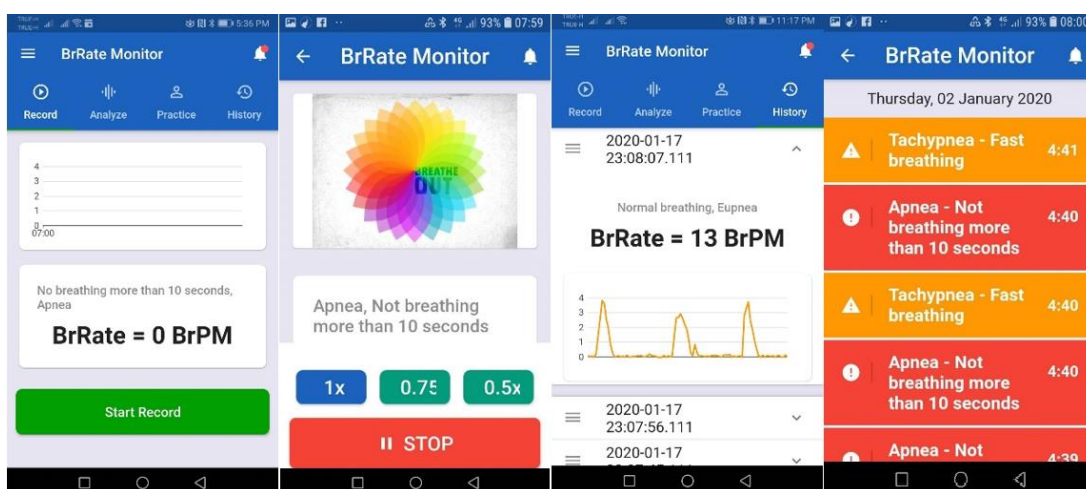 TRUE-H
TRUE-H
5:36 PM
BrRate Monitor
Record
Analyze
Practice
History
4
3
2
1
0
07:00
No breathing more than 10 seconds,
Apnea
BrRate = 0 BrPM
Start Record
93% 07:59
BrRate Monitor
BREATHE
OUT
Apnea, Not breathing
more than 10 seconds
1x
0.75
0.5x
STOP
TRUE-H
TRUE-H
11:17 PM
BrRate Monitor
Record
Analyze
Practice
History
2020-01-17
23:08:07.111
Normal breathing, Eupnea
BrRate = 13 BrPM
4
3
2
1
0
2020-01-17
23:07:56.111
2020-01-17
93% 08:00
BrRate Monitor
Thursday, 02 January 2020
Tachypnea - Fast
breathing
4:41
Apnea - Not
breathing more
than 10 seconds
4:40
Tachypnea - Fast
breathing
4:40
Apnea - Not
breathing more
than 10 seconds
4:40
Apnea - Not
4:39